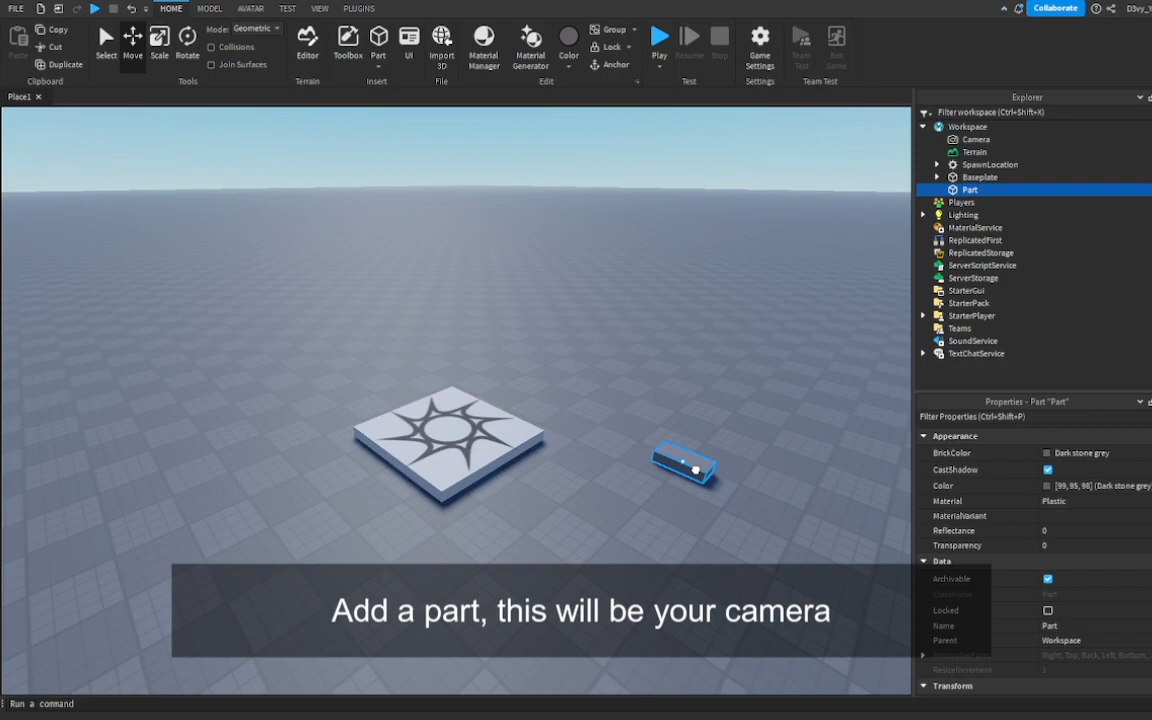 FILE HOME MODEL AVATAR TEST VIEW PLUGINS Collaborate
Copy Mode: Geometric Group
Cut Collisions Lock
Paste Duplicate Select Move Scale Rotate Join Surfaces Editor Toolbox Part UI Import 3D Material Manager Material Generator Color Anchor Play Resume Stop Game Settings Team Test Exit Game
Clipboard Tools Terrain Insert File Edit Test Settings Team Test
Place1 Explorer
Filter workspace (Ctrl+Shift+X)
Workspace
Camera
Terrain
SpawnLocation
Baseplate
Part
Players
Lighting
MaterialService
ReplicatedFirst
ReplicatedStorage
ServerScriptService
ServerStorage
StarterGui
StarterPack
StarterPlayer
Teams
SoundService
TextChatService
Properties - Part "Part"
Filter Properties (Ctrl+Shift+P)
Appearance
BrickColor Dark stone grey
CastShadow
Color [99, 95, 98] (Dark stone grey
Material Plastic
MaterialVariant
Reflectance 0
Transparency 0
Data
Archivable
Locked
Name Part
Parent Workspace
ResizeIncrement 1
Transform
Add a part, this will be your camera
Run a command